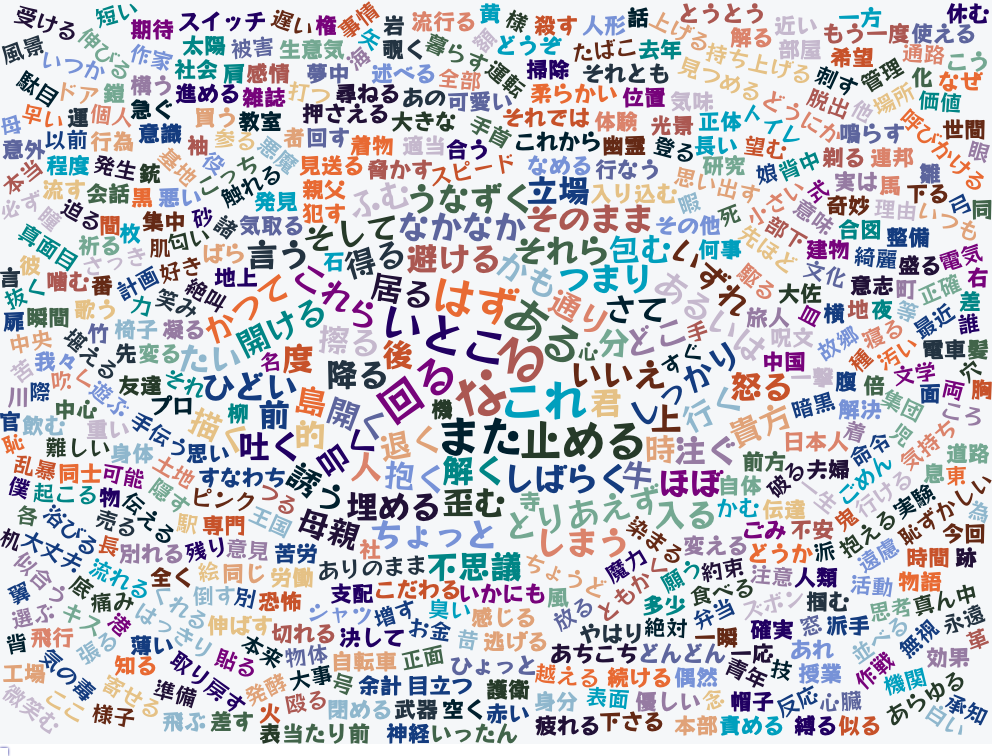 受ける 短い 期待 スイッチ 遅い 権 事情 岩 流行る 黄 様 殺す 人形 話 上げる とうとう 近い 一方 休む
風景 伸びる 作家 太陽 被害 生意気 矢 海 覗く 暮らす 運転 どうぞ たばこ 去年 持ち上げる 解る 部屋 もう一度 使える
いつか ドア 鎧 構う 社会 肩 感情 夢中 述べる 全部 掃除 それとも 見つめる 希望 通路 こう
駄目 早い 運 個人 急ぐ 進める 雑誌 打つ 尋ねる あの 可愛い 柔らかい 位置 気味 どうにか 刺す 管理 化 なぜ
母 意外 以前 行為 意識 買う 教室 押さえる 大きな 手首 それでは 体験 光景 正体 トイレ 脱出 他 場所 価値
本当 程度 発生 銃 基地 役 袖 参る 悪魔 者 回す 着物 適当 合う これから 幽霊 登る 長い 望む 鳴らす 呼びかける 世間 眼
必ず 流す 会話 黒 悪い こっち 触れる 見送る 脅かす スピード なめる 行なう 研究 娘 背中 剃る 連邦 雛
瞳 迫る 間 枚 集中 砂 諸 発見 親父 犯す ふむ うなずく 立場 入り込む 思い出す 小さい 実は 風 下る 同
真面目 祈る さっき 肌 匂い 気取る そして なかなか そのまま その他 暇 死 意味 奇妙 理由 いつも
彼 噛む 番 計画 好き ばら 言う 石 得る 避ける それら 包む 何事 先ほど 部下 合図 整備 建物 綺麗 盛る 電気
言 抜く 歌う 力 笑み 絶叫 地上 これら 居る はず かも つまり いずれ 駆る 文化 意志 町 正確 右
扉 瞬間 竹 椅子 凝る かつて 開ける 擦る いところ ある 通り さて ある 大佐 目 横 地 夜 等 差
中央 我々 控える 先 変る たい 名 度 後 る 心 分 どこ 手 いは 旅人 呪文 故郷 寝る 最近 誰
苦 吹く 遊ぶ 友達 それ ひどい 降る 回る な いいえ すぐ しっかり 中国 種 汚い 電車 髪
川 際 プロ 柳 前 島 開く 機 これ 君 上 行く 怒る 一撃 腹 倍 文学 面 両 穴 胸
官 飲む 中心 重い 手伝う 描く 吐く 的 退く また 止める 時 注ぐ 貴方 暗黒 解決 集団 児 ころ
恥 難しい 身体 思い 人 抱く 解く しばらく 牛 ほぼ 日本人 着 命令 気持ち 道路
乱暴 同士 可能 土地 すなわち 誘う 埋める 歪む 寺 とりあえず 入る 自体 前方 破る 夫婦 ごめん 息 東
僕 起こる 物 伝える 隠す ピンク つる 母親 ちょっと しまう 染まる かむ 伝達 鬼 行ける 実験 為
各 浴びる 売る 駅 専門 王国 社 変える ごみ 不安 抱える 恥ずかしい 今回
机 大丈夫 長 別れる 残り 意見 苦労 ありのまま 不思議 ちょうど 魔力 どうか 派 遠慮 時間 跡
似合う 流れる 全く 絵 同じ 労働 支配 こだわる いかにも 風 ともかく 願う 約束 注意 人類 活動 物語
翼 選ぶ 底 痛み くれる 倒す 別 恐怖 シャツ 増す 臭い 感じる 放る 多少 食べる ズボン 掴む 思考 真ん中
キス 港 はっきり 伸ばす 切れる 決して お金 昔 逃げる やはり 絶対 弁当 一瞬 確実 窓 派手 並べる 無視 永遠
背 飛行 張る 薄い 本来 物体 自転車 正面 ひょっと あちこち どんどん 一応 あれ 革
工場 気の毒 知る 取り戻す 貼る 発酵 大事 号 余計 目立つ 護衛 越える 続ける 偶然 青年 技 授業 作戦 機関 効果
微笑む ここ 様子 寄せる 準備 殴る 閉める 武器 空く 赤い 身分 表面 優しい 念 帽子 反応 心臓 あらゆる 承知
飛ぶ 差す 火 表 当たり前 神経 いったん 疲れる 下さる 本部 責める 縛る 似る 白い